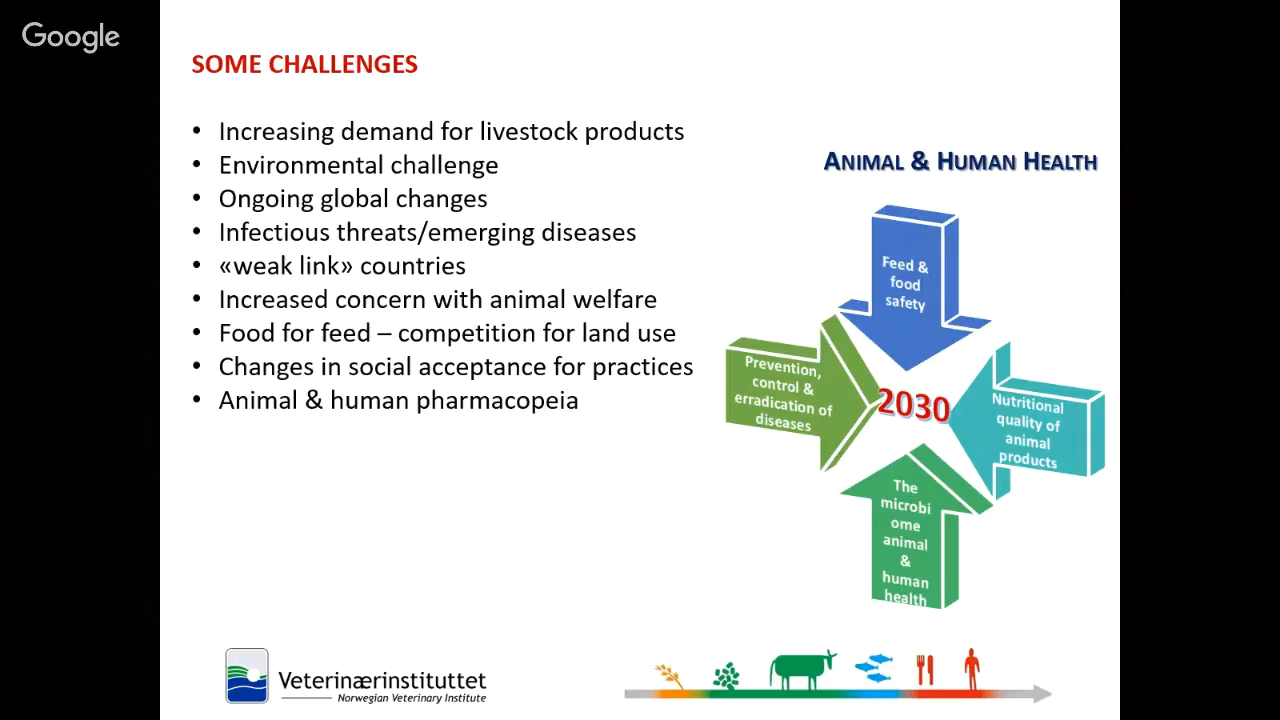 Google
SOME CHALLENGES
• Increasing demand for livestock products
• Environmental challenge
• Ongoing global changes
• Infectious threats/emerging diseases
• «weak link» countries
• Increased concern with animal welfare
• Food for feed – competition for land use
• Changes in social acceptance for practices
• Animal & human pharmacopeia
ANIMAL & HUMAN HEALTH
Feed &
food
safety
Prevention,
control &
erradication of
diseases
2030
Nutritional
quality of
animal
products
The
microbi
ome
animal
&
human
health
Veterinærinstituttet
Norwegian Veterinary Institute